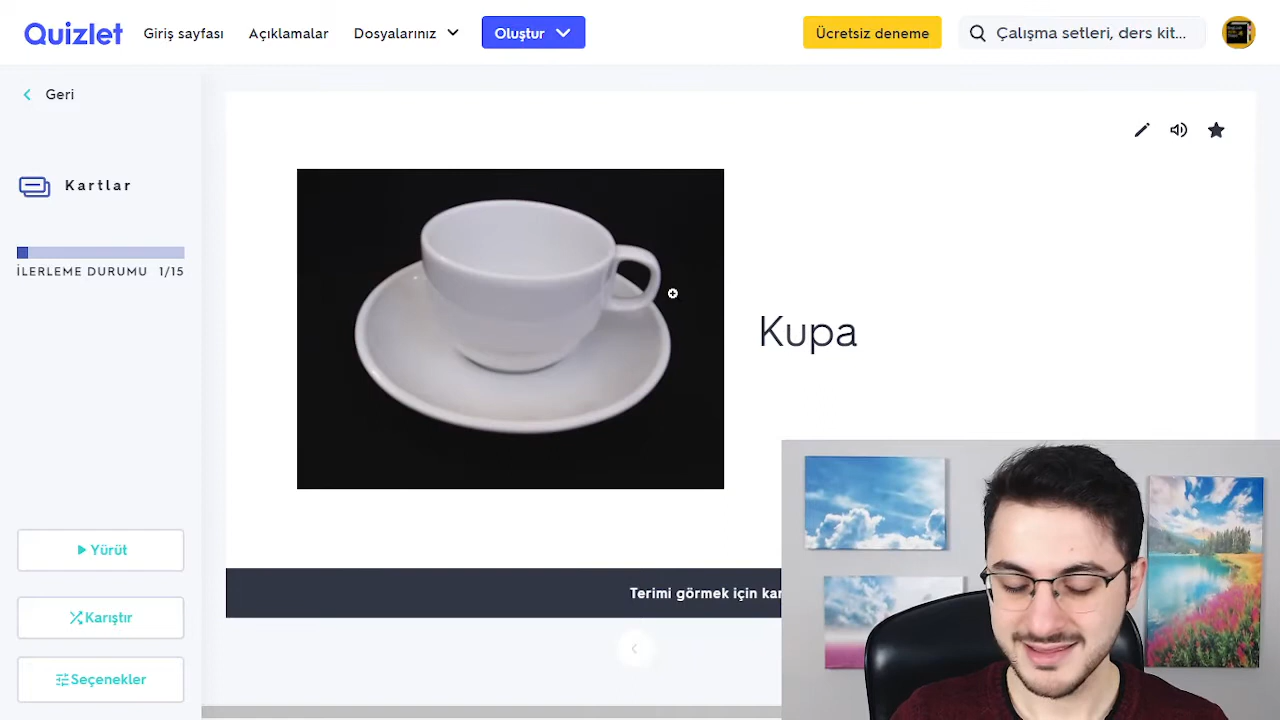 Quizlet
Giriş sayfası
Açıklamalar
Dosyalarınız
Oluştur
Ücretsiz deneme
Çalışma setleri, ders kit...
Geri
Kartlar
İLERLEME DURUMU 1/15
Kupa
Yürüt
Terimi görmek için
Karıştır
Seçenekler